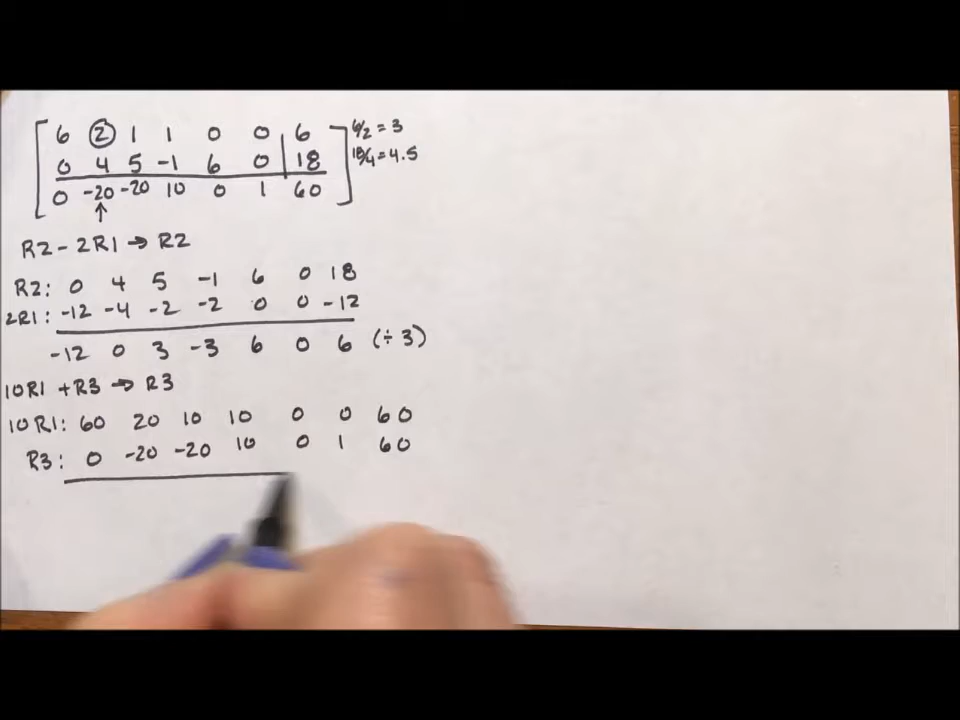 6 2 1 1 0 0 6 6/2 = 3
0 4 5 -1 6 0 18 18/4 = 4.5
0 -20 -20 10 0 1 60
↑
R2 - 2R1 → R2
R2: 0 4 5 -1 6 0 18
2R1: -12 -4 -2 -2 0 0 -12
-12 0 3 -3 6 0 6 (÷ 3)
10R1 + R3 → R3
10R1: 60 20 10 10 0 0 60
R3: 0 -20 -20 10 0 1 60